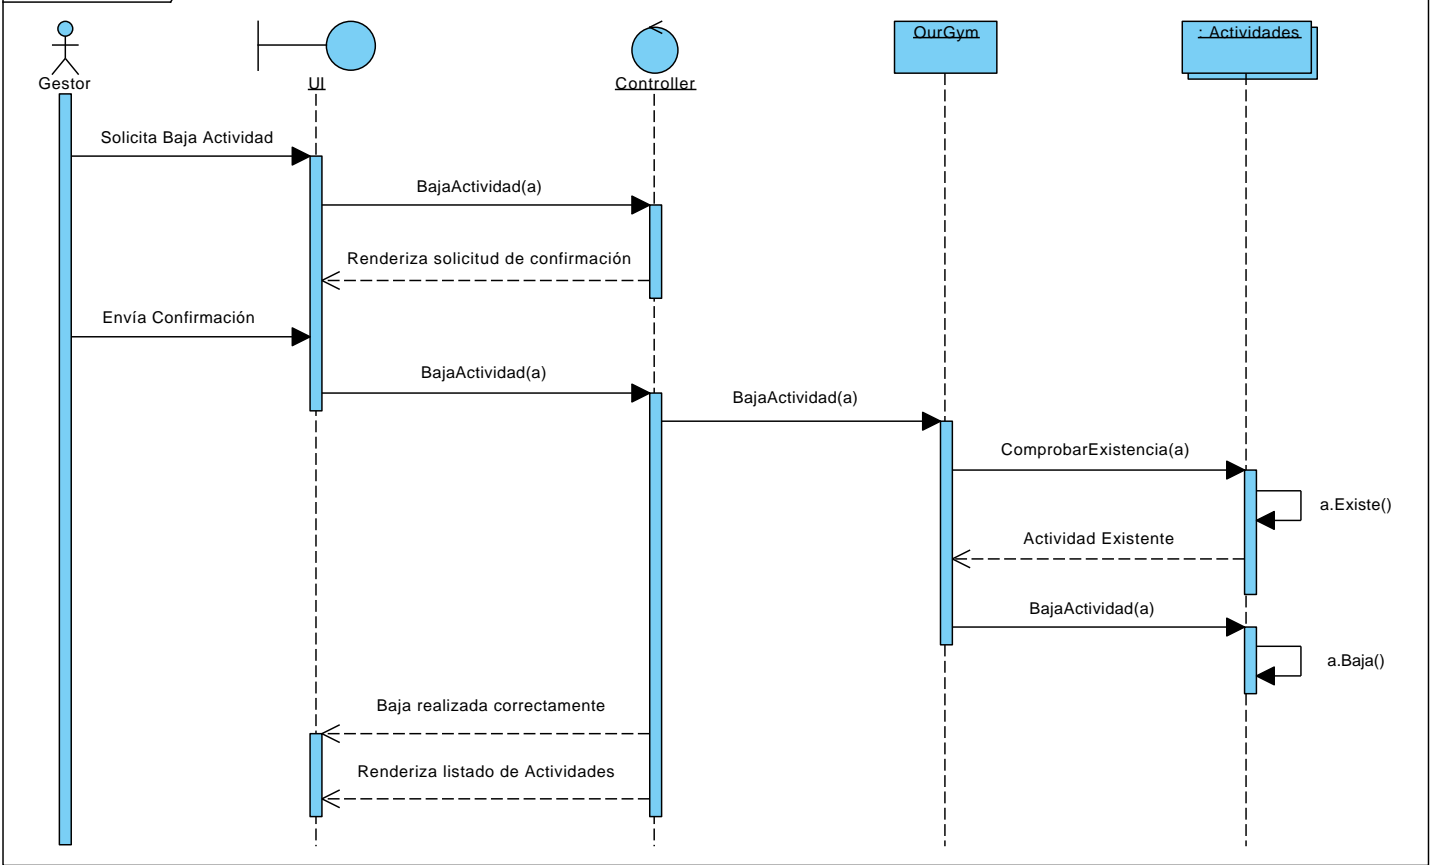 OurGym
: Actividades
Gestor
UI
Controller
Solicita Baja Actividad
BajaActividad(a)
Renderiza solicitud de confirmación
Envía Confirmación
BajaActividad(a)
BajaActividad(a)
ComprobarExistencia(a)
a.Existe()
Actividad Existente
BajaActividad(a)
a.Baja()
Baja realizada correctamente
Renderiza listado de Actividades